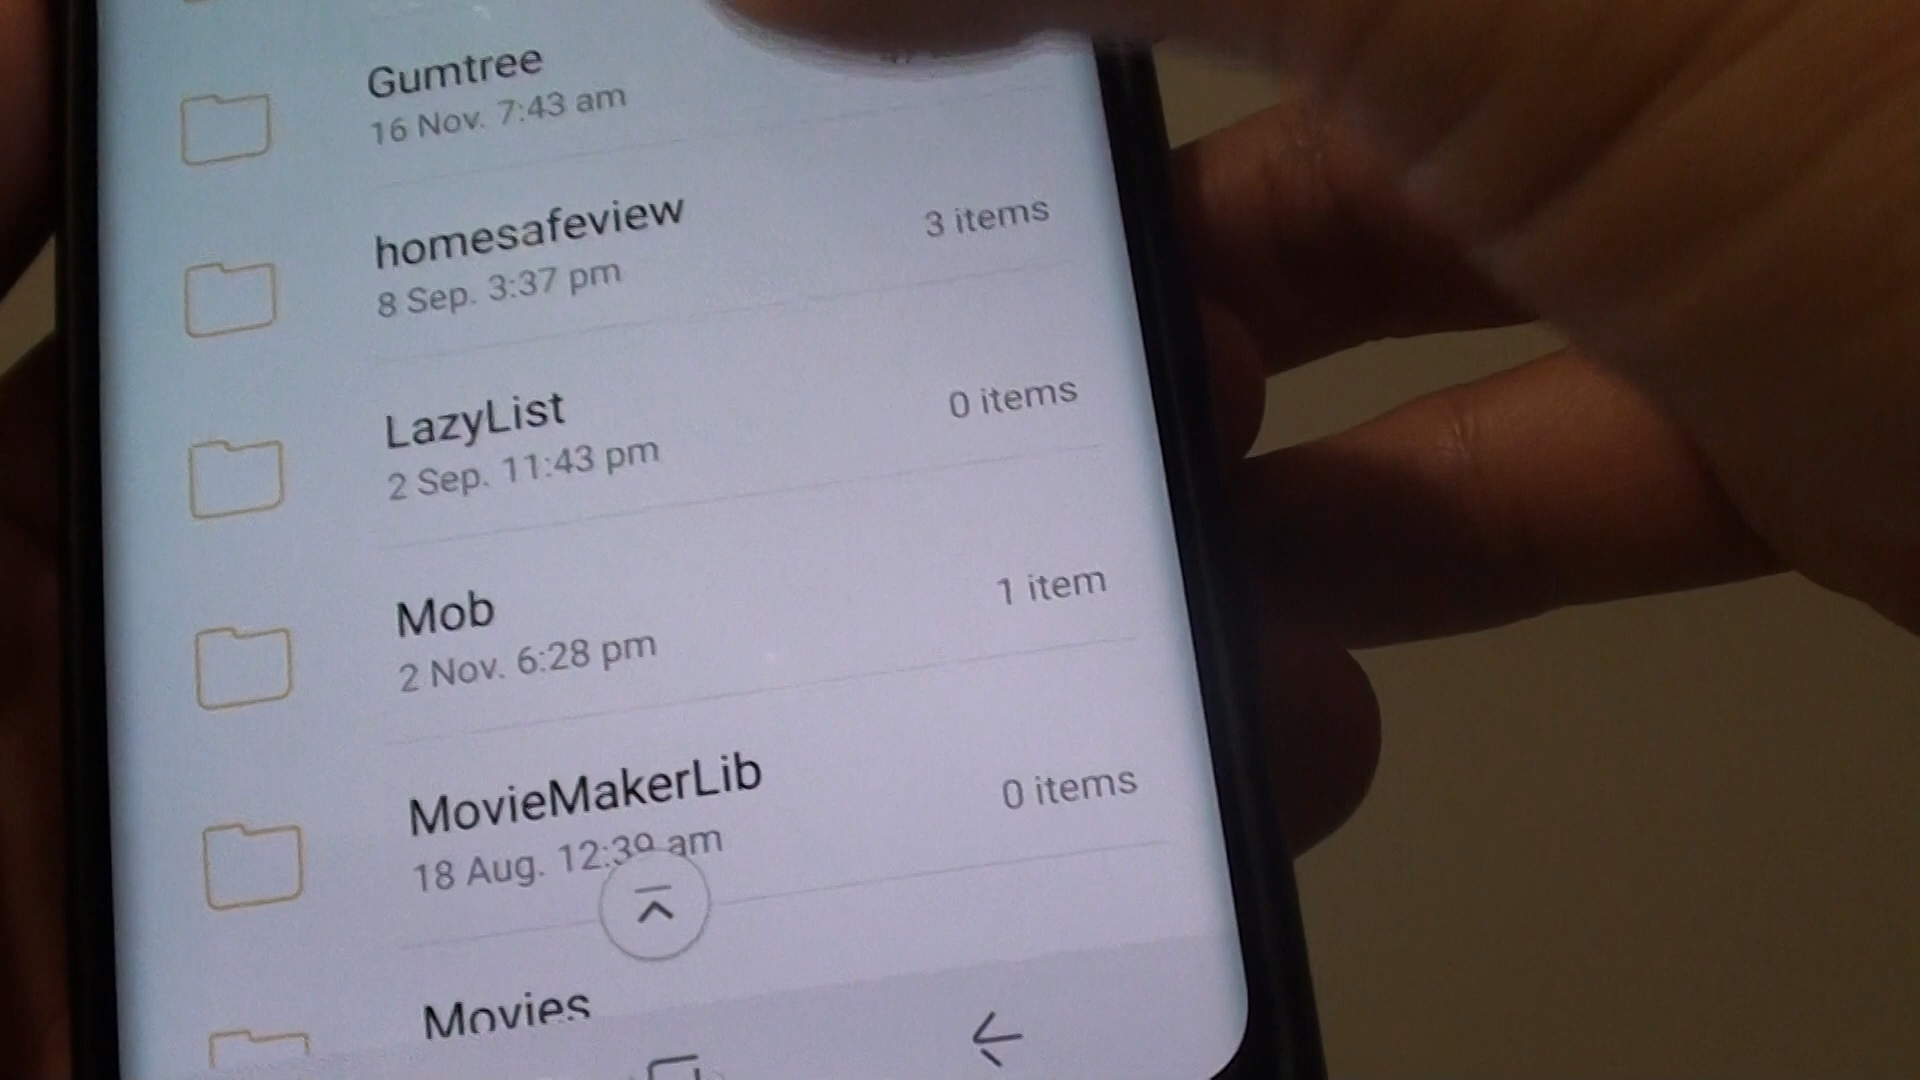 Gumtree
16 Nov. 7:43 am
homesafeview
3 items
8 Sep. 3:37 pm
LazyList
0 items
2 Sep. 11:43 pm
Mob
1 item
2 Nov. 6:28 pm
MovieMakerLib
0 items
18 Aug. 12:39 am
Movies